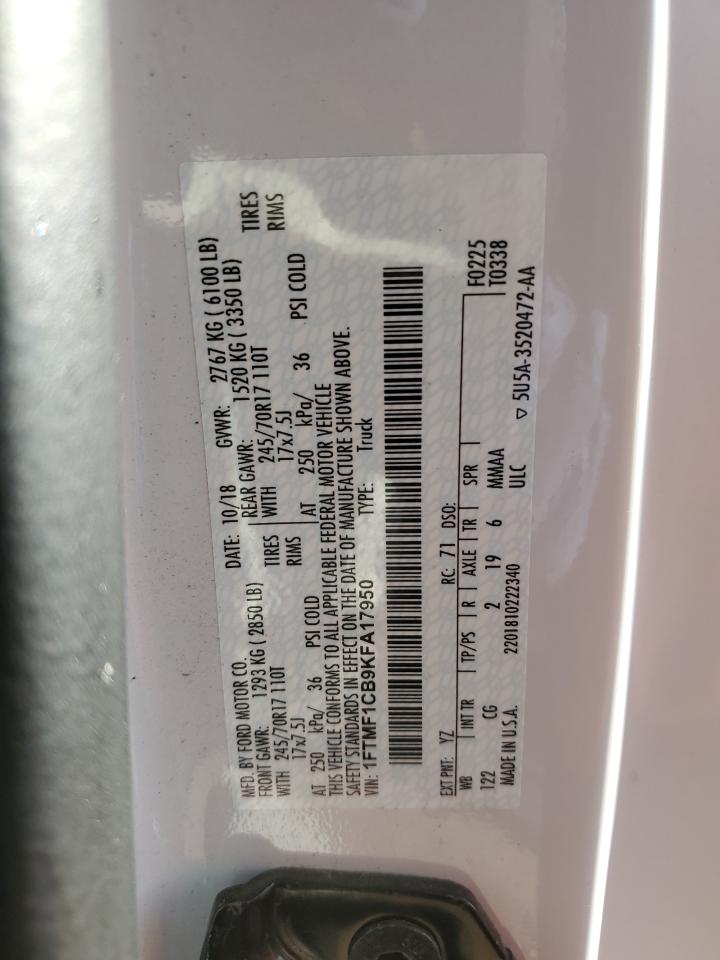 MFD. BY FORD MOTOR CO.
DATE: 10/18 GVWR: 2767 KG ( 6100 LB)
FRONT GAWR: 1293 KG ( 2850 LB) REAR GAWR: 1520 KG ( 3350 LB)
WITH 245/70R17 110T TIRES WITH 245/70R17 110T TIRES
17x7.5J RIMS 17x7.5J RIMS
AT 250 kPa/ 36 PSI COLD AT 250 kPa/ 36 PSI COLD
THIS VEHICLE CONFORMS TO ALL APPLICABLE FEDERAL MOTOR VEHICLE
SAFETY STANDARDS IN EFFECT ON THE DATE OF MANUFACTURE SHOWN ABOVE.
VIN: 1FTMF1CB9KFA17950 TYPE: Truck
EXT PNT: YZ RC: 71 DSO:
WB INT TR TP/PS R AXLE TR SPR F0225
122 CG 2 19 6 MMAA T0338
MADE IN U.S.A. 2201810222340 ULC ▽ 5U5A-3520472-AA